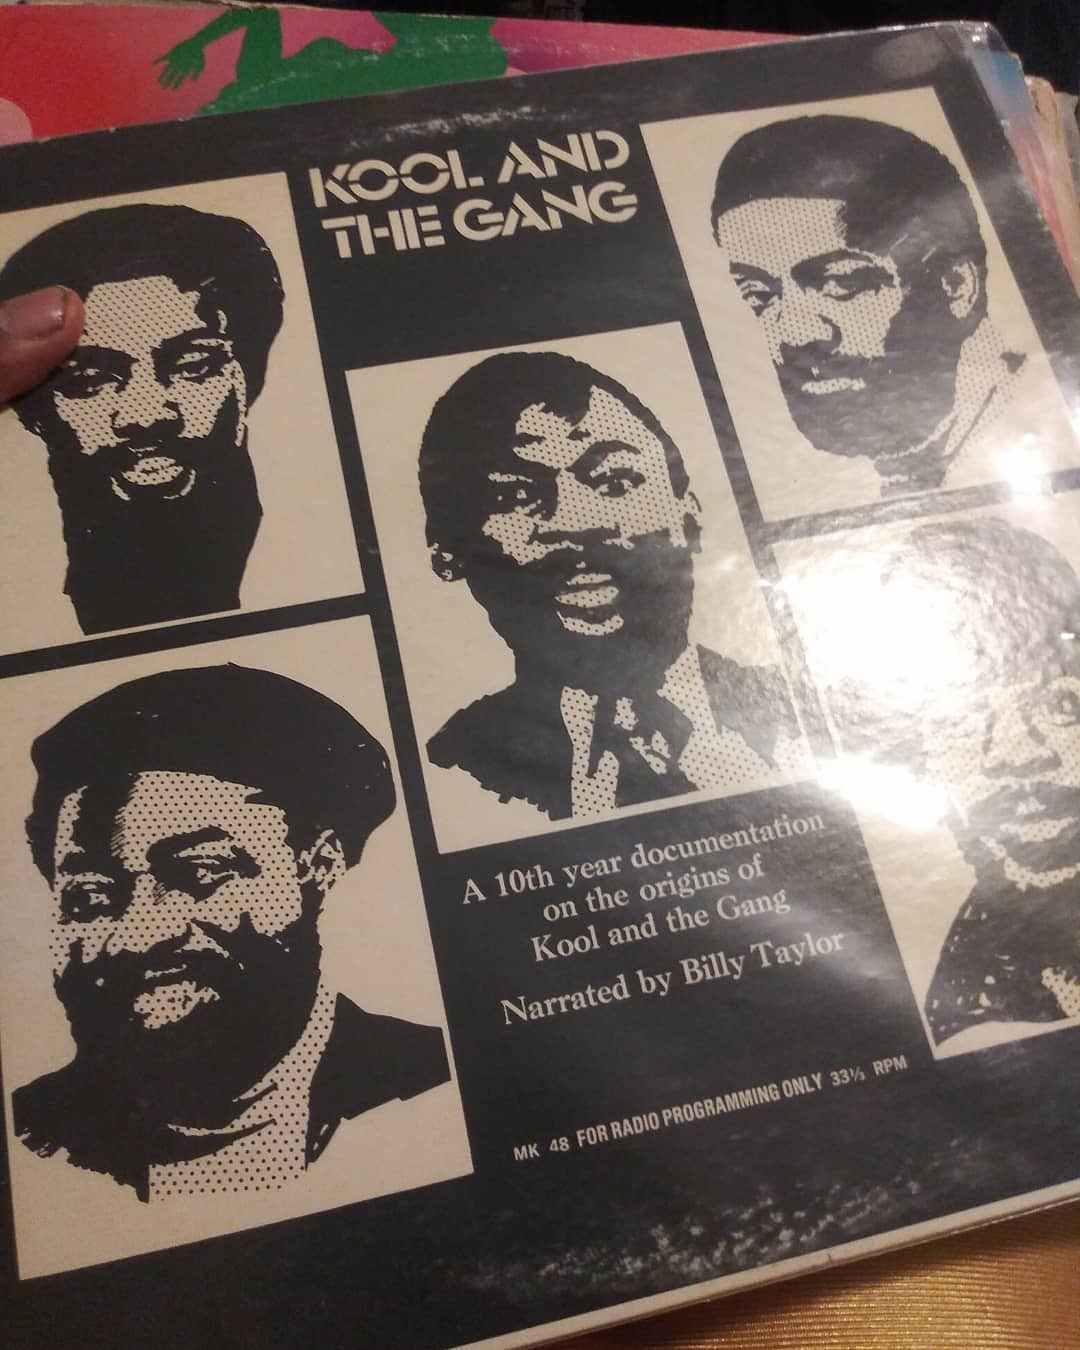 KOOL AND
THE GANG
A 10th year documentation
on the origins of
Kool and the Gang
Narrated by Billy Taylor
MK 48 FOR RADIO PROGRAMMING ONLY 33⅓ RPM